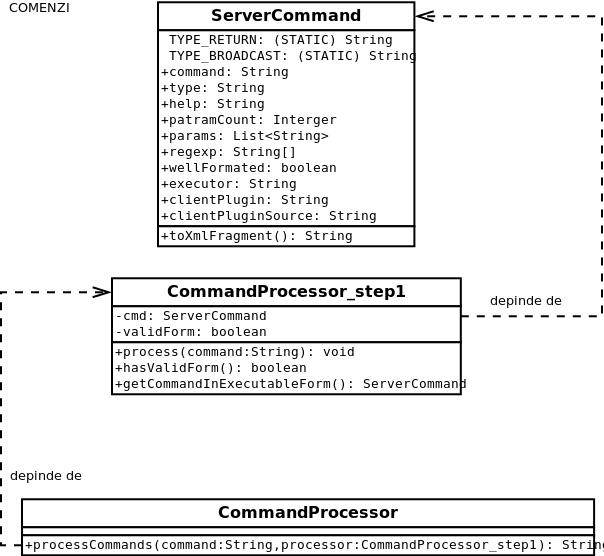 COMENZI
ServerCommand
TYPE_RETURN: (STATIC) String
TYPE_BROADCAST: (STATIC) String
+command: String
+type: String
+help: String
+patramCount: Interger
+params: List<String>
+regexp: String[]
+wellFormated: boolean
+executor: String
+clientPlugin: String
+clientPluginSource: String
+toXmlFragment(): String
CommandProcessor_step1
-cmd: ServerCommand
-validForm: boolean
+process(command:String): void
+hasValidForm(): boolean
+getCommandInExecutableForm(): ServerCommand
depinde de
depinde de
CommandProcessor
+processCommands(command:String,processor:CommandProcessor_step1): String